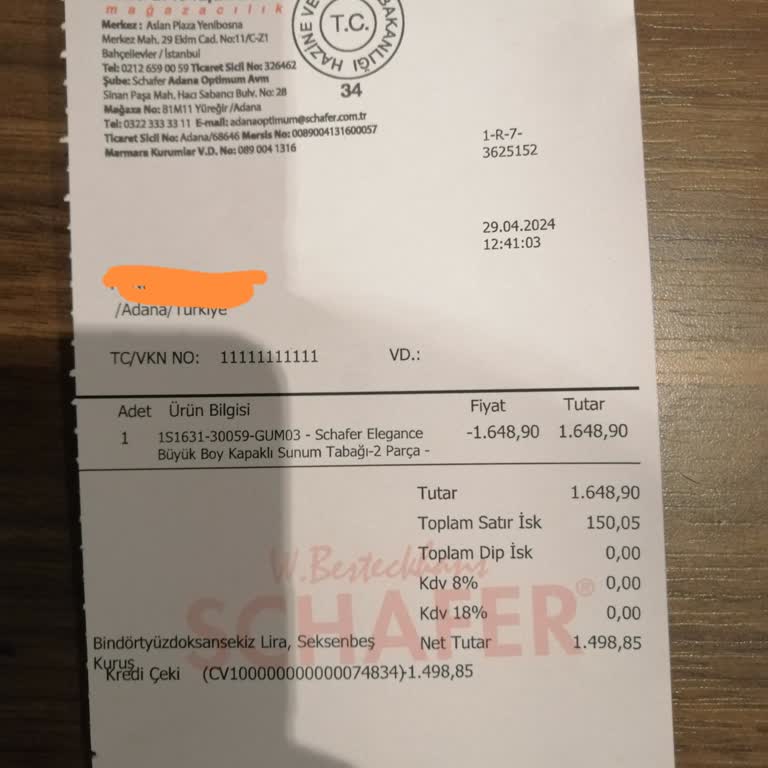 mağazacılık
Merkez : Aslan Plaza Yenibosna
Merkez Mah. 29 Ekim Cad. No:11/C-Z1
Bahçelievler / İstanbul
Tel: 0212 659 00 59 Ticaret Sicil No: 326462
Şube: Schafer Adana Optimum Avm
Sinan Paşa Mah. Hacı Sabancı Bulv. No: 28
Mağaza No: B1M11 Yüreğir/Adana
Tel: 0322 333 33 11 E-mail: adanaoptimum@schafer.com.tr
Ticaret Sicil No: Adana/68646 Mersis No: 0089004131600057
Marmara Kurumlar V.D. No: 089 004 1316
T.C.
HAZİNE VE
BAKANLIĞI
34
1-R-7-
3625152
29.04.2024
12:41:03
/Adana/Türkiye
TC/VKN NO: 11111111111 VD.:
Adet Ürün Bilgisi Fiyat Tutar
1 1S1631-30059-GUM03 - Schafer Elegance -1.648,90 1.648,90
Büyük Boy Kapaklı Sunum Tabağı-2 Parça -
Tutar 1.648,90
Toplam Satır İsk 150,05
Toplam Dip İsk 0,00
Kdv 8% 0,00
Kdv 18% 0,00
W.Besteckhaus
SCHAFER®
Bindörtyüzdoksansekiz Lira, Seksenbeş Net Tutar 1.498,85
Kuruş
Kredi Çeki (CV100000000000074834)-1.498,85